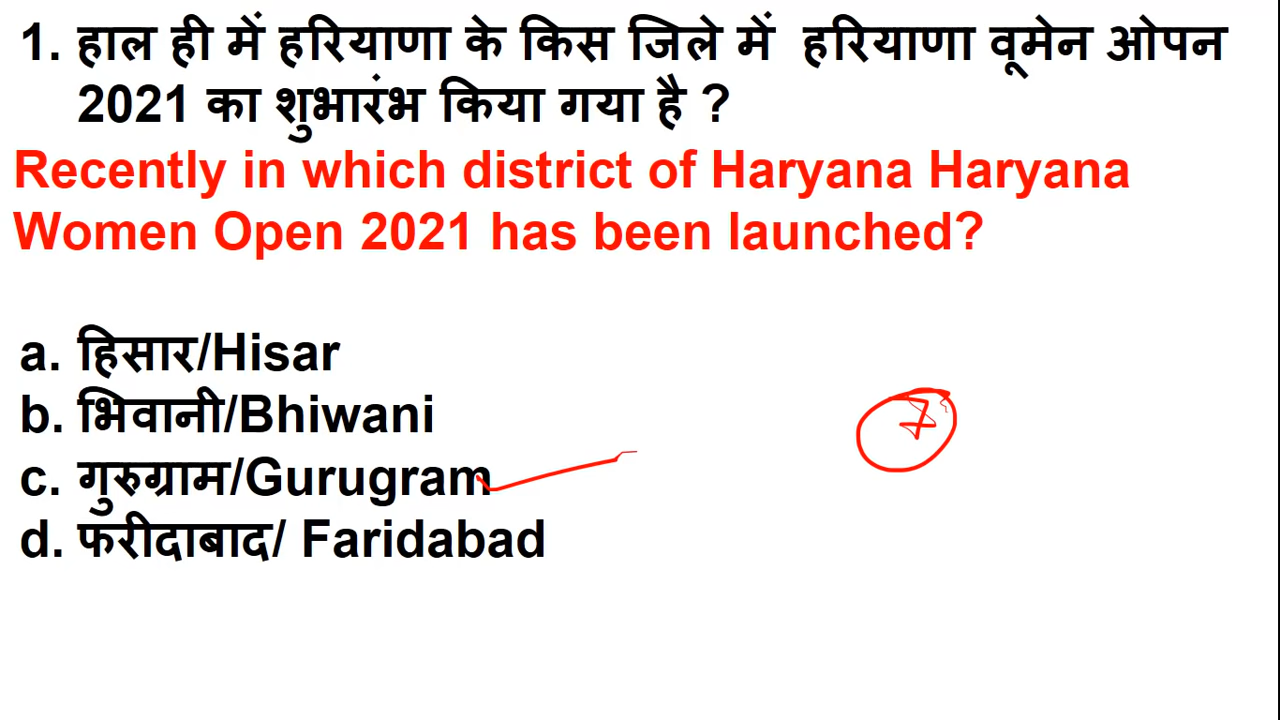 1. हाल ही में हरियाणा के किस जिले में हरियाणा वूमेन ओपन
2021 का शुभारंभ किया गया है ?
Recently in which district of Haryana Haryana
Women Open 2021 has been launched?
a. हिसार/Hisar
b. भिवानी/Bhiwani
c. गुरुग्राम/Gurugram
d. फरीदाबाद/ Faridabad